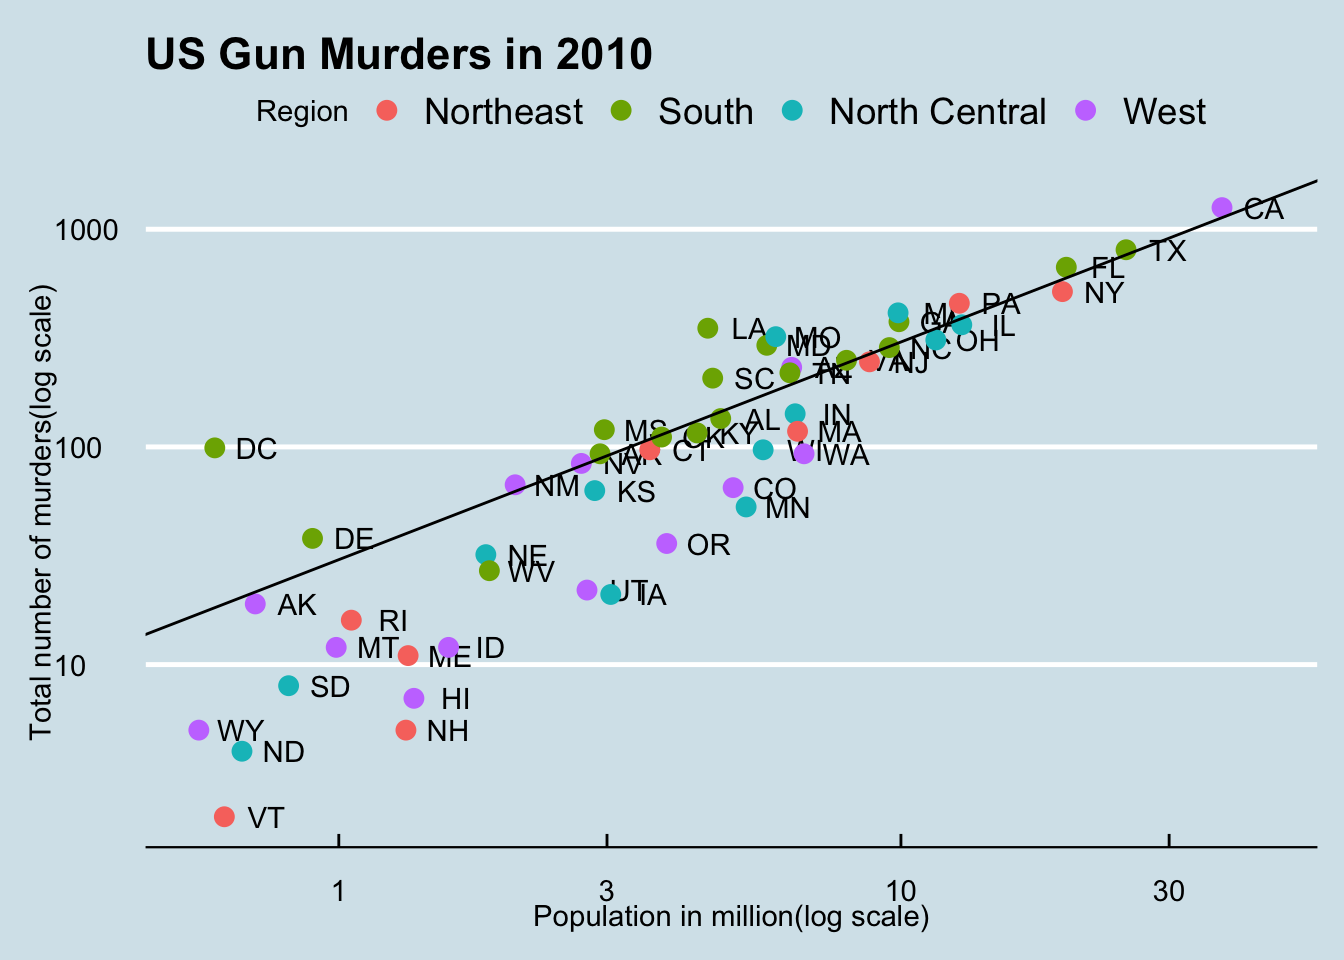 US Gun Murders in 2010
Region Northeast South North Central West
1000
100
10
Total number of murders(log scale)
CA
TX
FL
NY
PA
IL
OH
LA
MO
MD
NC
NJ
VA
TN
SC
IN
AL
MA
MS
KY
OK
CT
WA
AR
DC
NV
NM
KS
CO
MN
DE
OR
NE
WV
UT
IA
AK
RI
MT
ID
ME
SD
HI
WY
NH
ND
VT
1 3 10 30
Population in million(log scale)